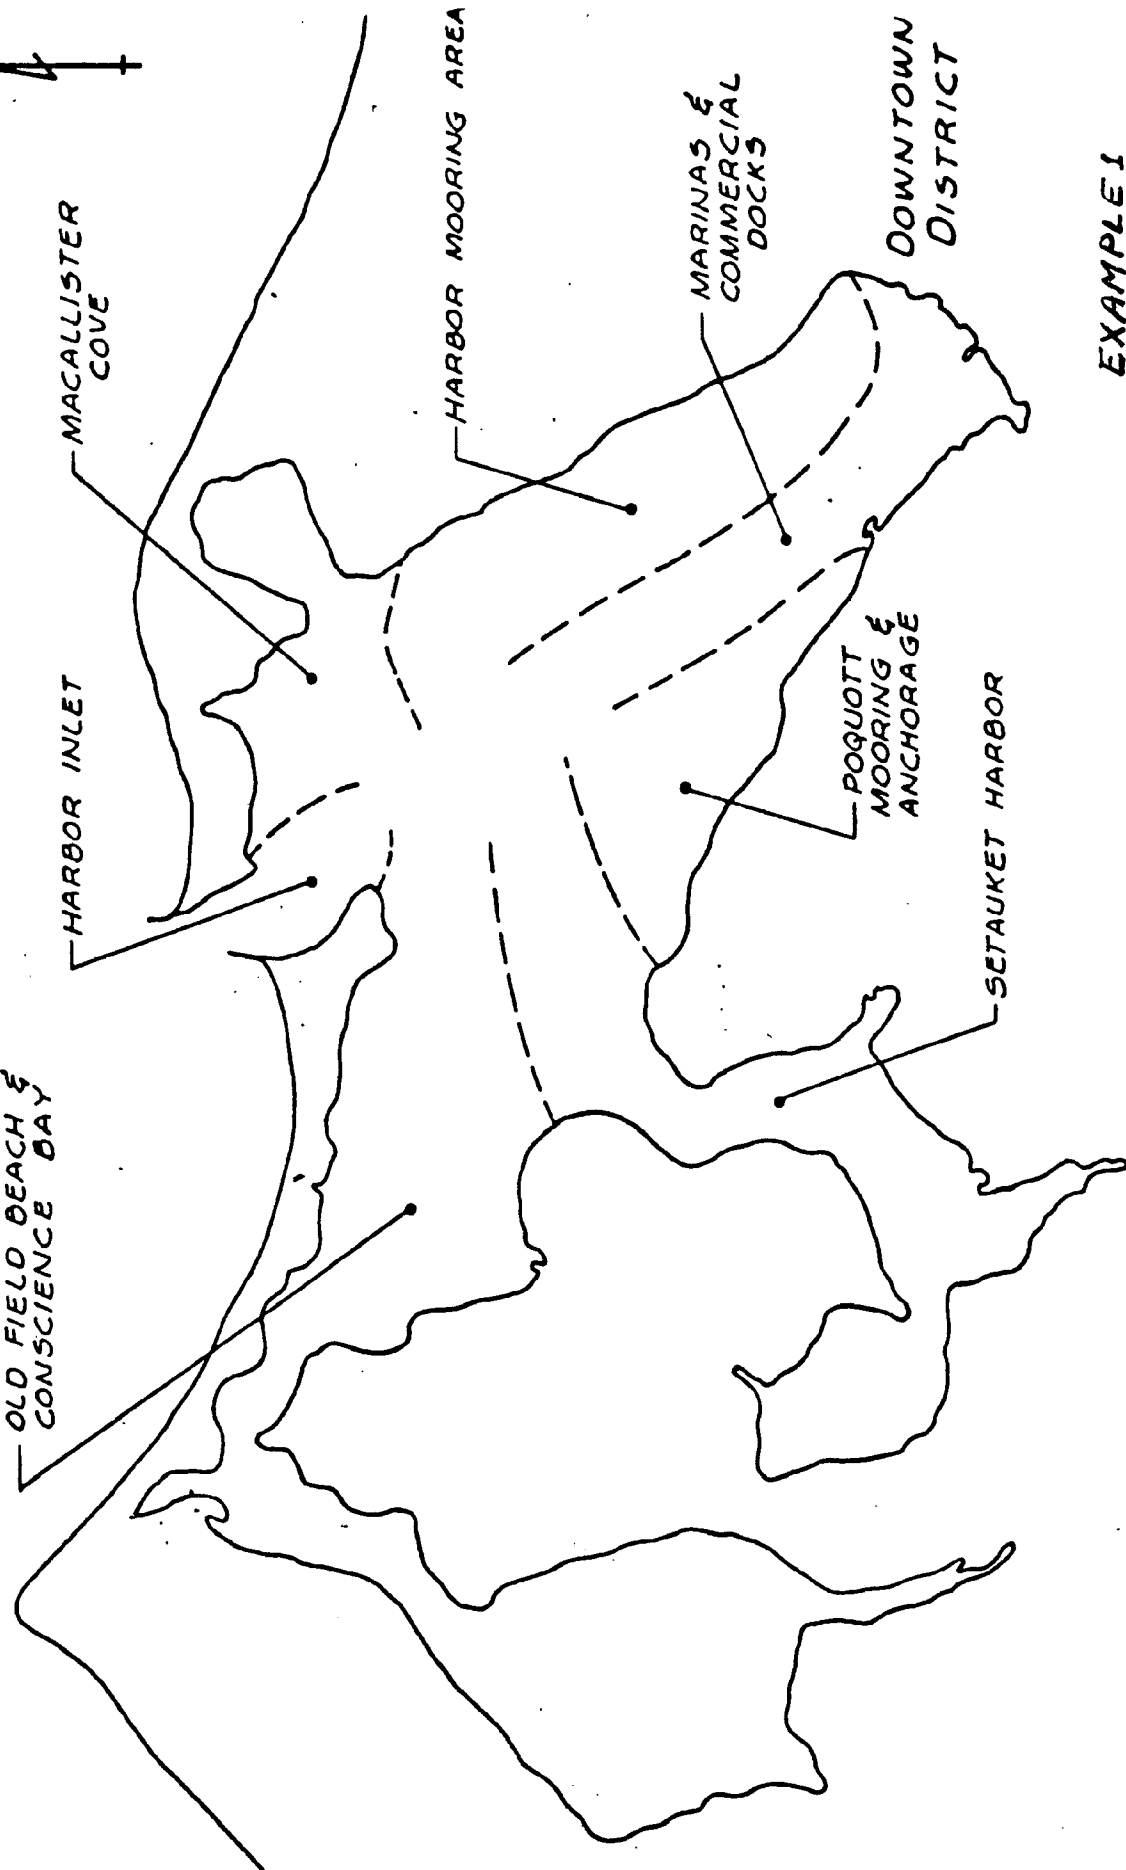 OLD FIELD BEACH &
CONSCIENCE BAY
HARBOR INLET
MACALLISTER
COVE
HARBOR MOORING AREA
MARINAS &
COMMERCIAL
DOCKS
DOWNTOWN
DISTRICT
POQUOTT
MOORING &
ANCHORAGE
SETAUKET HARBOR
EXAMPLE 1